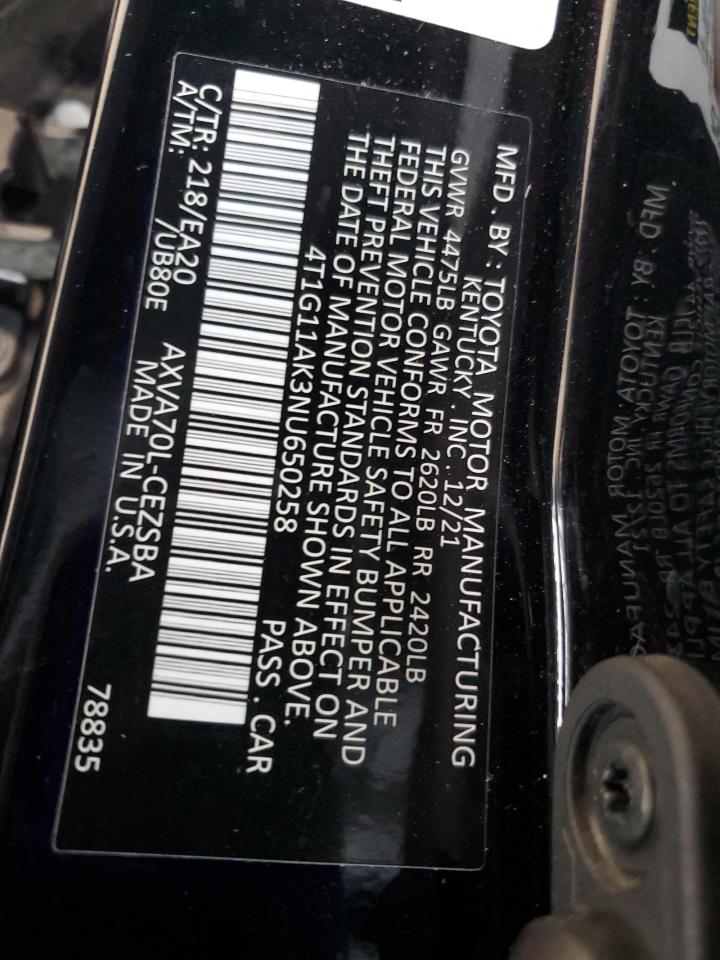 MFD. BY: TOYOTA MOTOR MANUFACTURING
KENTUCKY, INC. 12/21
GVWR 4475LB GAWR FR 2620LB RR 2420LB
THIS VEHICLE CONFORMS TO ALL APPLICABLE
FEDERAL MOTOR VEHICLE SAFETY BUMPER AND
THEFT PREVENTION STANDARDS IN EFFECT ON
THE DATE OF MANUFACTURE SHOWN ABOVE.
4T1G11AK3NU650258 PASS. CAR
C/TR: 218/EA20 AXVA70L-CEZSBA
A/TM: /UB80E MADE IN U.S.A.
78835